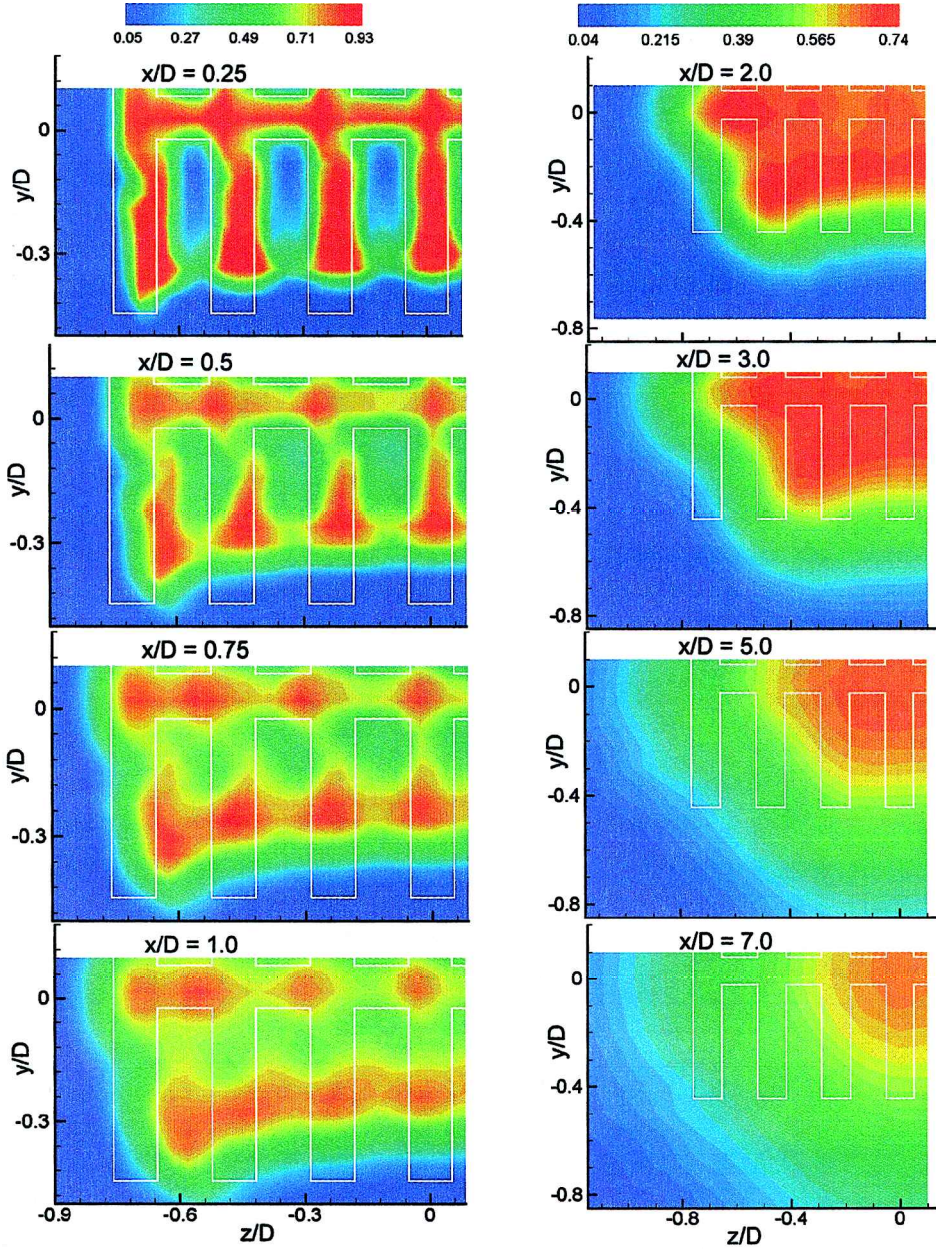 0.05 0.27 0.49 0.71 0.93
x/D = 0.25
0
-0.3
y/D
x/D = 0.5
0
-0.3
y/D
x/D = 0.75
0
-0.3
y/D
x/D = 1.0
0
-0.3
y/D
-0.9 -0.6 -0.3 0
z/D
0.04 0.215 0.39 0.565 0.74
x/D = 2.0
0
-0.4
-0.8
y/D
x/D = 3.0
0
-0.4
-0.8
y/D
x/D = 5.0
0
-0.4
-0.8
y/D
x/D = 7.0
0
-0.4
-0.8
y/D
-0.8 -0.4 0
z/D